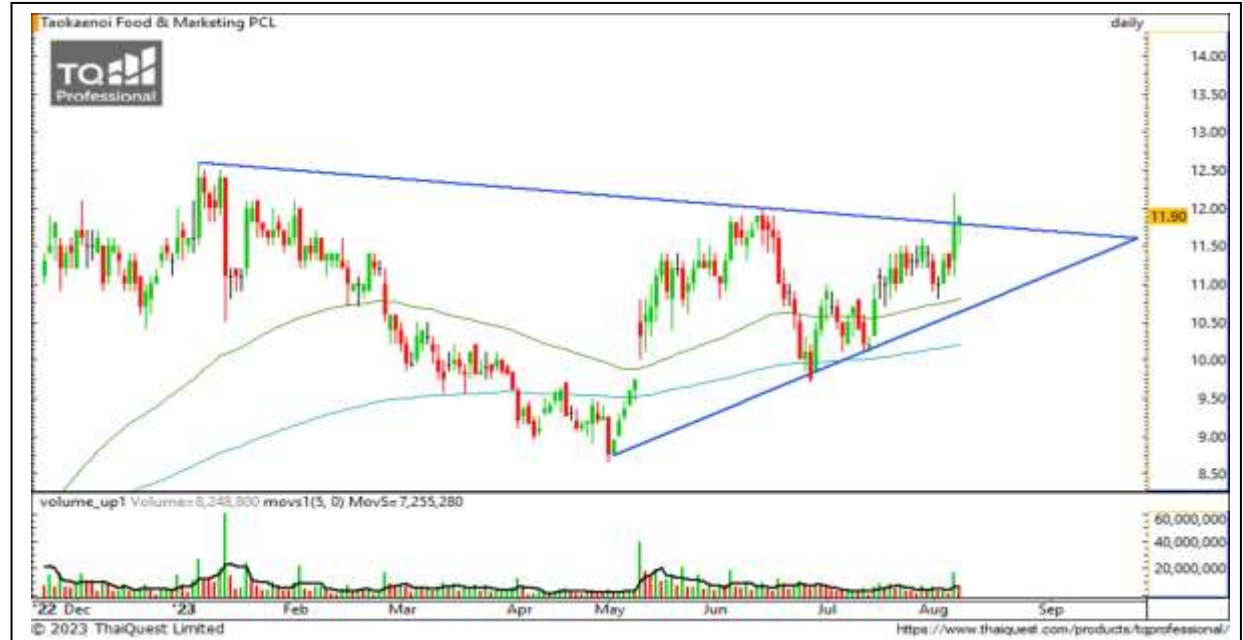 Taokaenoi Food & Marketing PCL
daily
TQ
Professional
14.00
13.50
13.00
12.50
12.00
11.90
11.50
11.00
10.50
10.00
9.50
9.00
8.50
volume_up1 Volume=8,248,800 movs1(5, 0) MovS=7,255,280
60,000,000
40,000,000
20,000,000
'22 Dec '23 Feb Mar Apr May Jun Jul Aug Sep
© 2023 ThaiQuest Limited
https://www.thaiquest.com/products/tqprofessional/